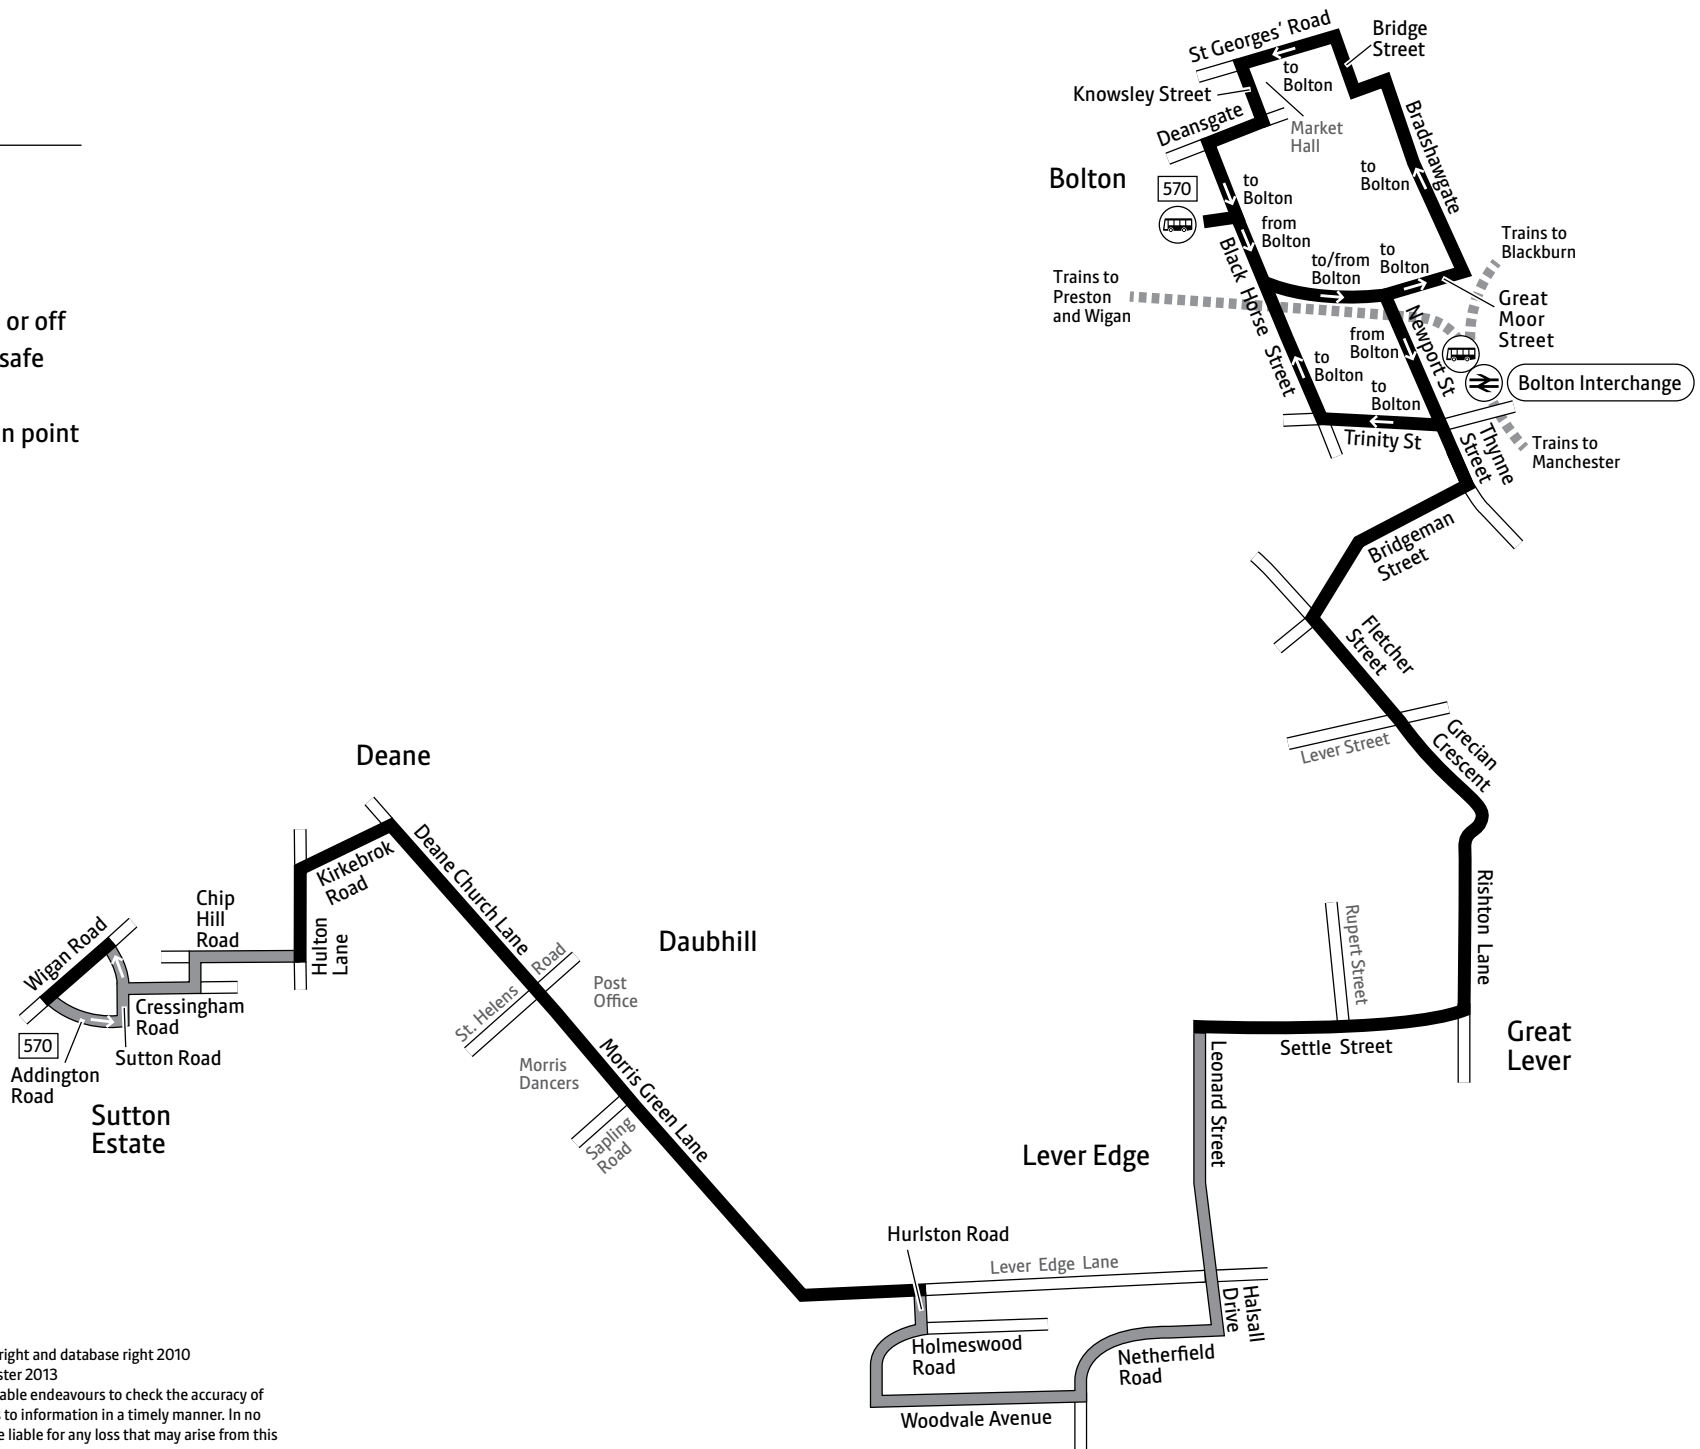 or off
safe
n point
St Georges' Road
Bridge
Street
to
Bolton
Knowsley Street
Market
Hall
Deansgate
Bradshawgate
Bolton
570
to
Bolton
to
Bolton
from
Bolton
to/from
Bolton
to
Bolton
Trains to
Blackburn
Black Horse Street
Trains to
Preston
and Wigan
Great
Moor
Street
Newport St
from
Bolton
to
Bolton
to
Bolton
Bolton Interchange
Trinity St
Thynne
Street
Trains to
Manchester
Bridgeman
Street
Fletcher
Street
Lever Street
Grecian
Crescent
Rishton Lane
Rupert Street
Settle Street
Great
Lever
Leonard Street
Lever Edge
Deane
Kirkebrok
Road
Deane Church Lane
Chip
Hill
Road
Hulton
Lane
Wigan Road
Cressingham
Road
570
Sutton Road
Addington
Road
Sutton
Estate
Daubhill
St. Helens Road
Post
Office
Morris
Dancers
Morris Green Lane
Sapling
Road
Hurlston Road
Lever Edge Lane
Halsall
Drive
Holmeswood
Road
Netherfield
Road
Woodvale Avenue
right and database right 2010
ster 2013
able endeavours to check the accuracy of
s to information in a timely manner. In no
e liable for any loss that may arise from this